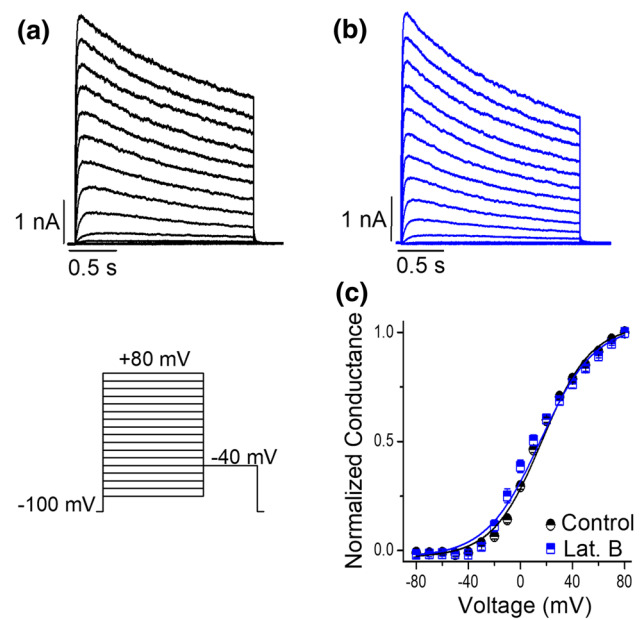 (a)
(b)
1 nA
0.5 s
1 nA
0.5 s
+80 mV
-40 mV
-100 mV
(c)
Normalized Conductance
1.0
0.5
0.0
Control
Lat. B
-80
-40
0
40
80
Voltage (mV)